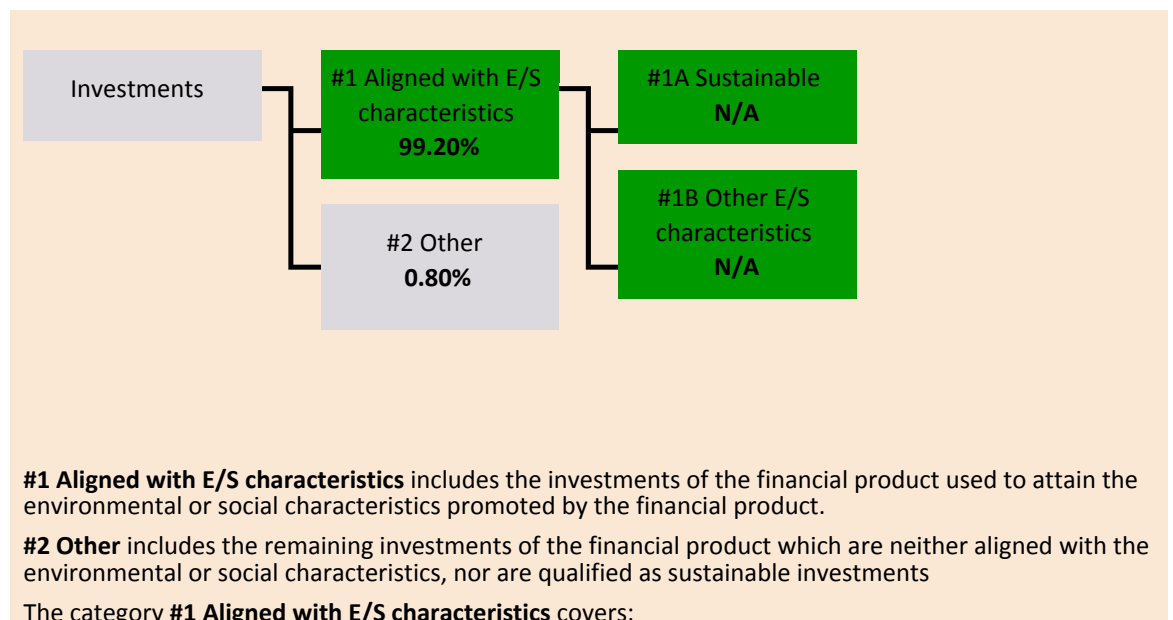 Investments
#1 Aligned with E/S
characteristics
99.20%
#1A Sustainable
N/A
#2 Other
0.80%
#1B Other E/S
characteristics
N/A
#1 Aligned with E/S characteristics includes the investments of the financial product used to attain the
environmental or social characteristics promoted by the financial product.
#2 Other includes the remaining investments of the financial product which are neither aligned with the
environmental or social characteristics, nor are qualified as sustainable investments
The category #1 Aligned with E/S characteristics covers: